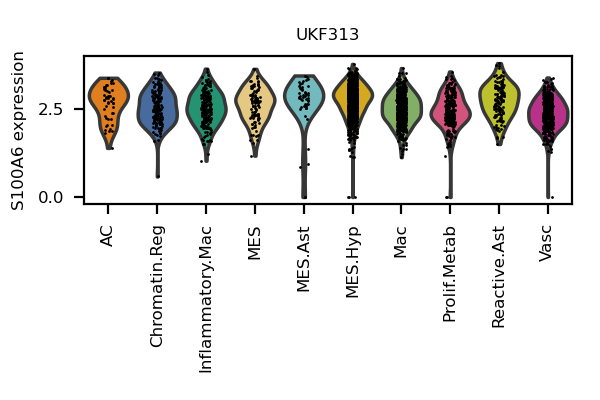 UKF313
S100A6 expression
2.5
0.0
AC
Chromatin.Reg
Inflammatory.Mac
MES
MES.Ast
MES.Hyp
Mac
Prolif.Metab
Reactive.Ast
Vasc